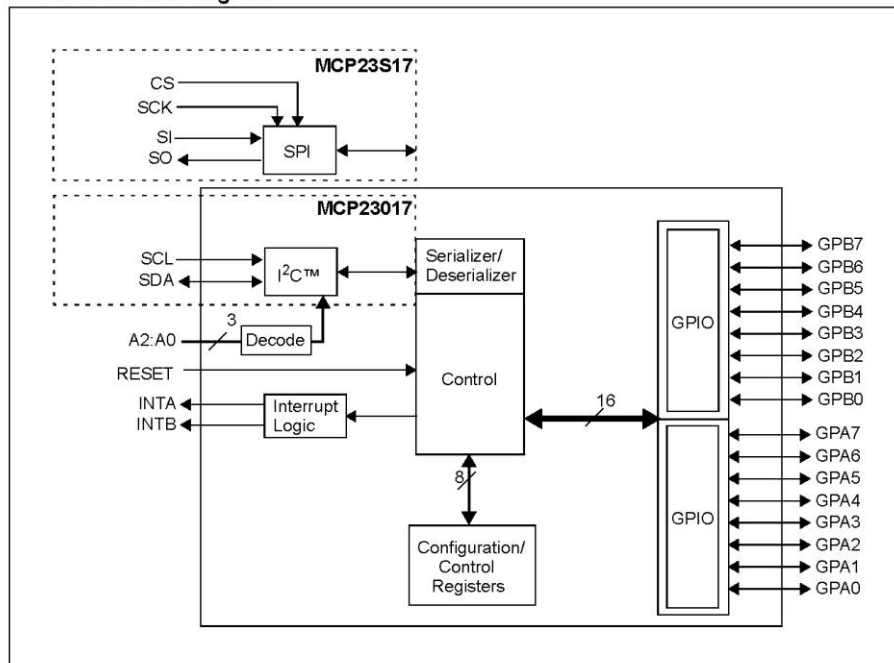 MCP23S17
CS
SCK
SI
SO
SPI
MCP23017
SCL
SDA
I²C™
Serializer/
Deserializer
A2:A0
3
Decode
RESET
Control
INTA
INTB
Interrupt
Logic
16
8
Configuration/
Control
Registers
GPIO
GPB7
GPB6
GPB5
GPB4
GPB3
GPB2
GPB1
GPB0
GPIO
GPA7
GPA6
GPA5
GPA4
GPA3
GPA2
GPA1
GPA0